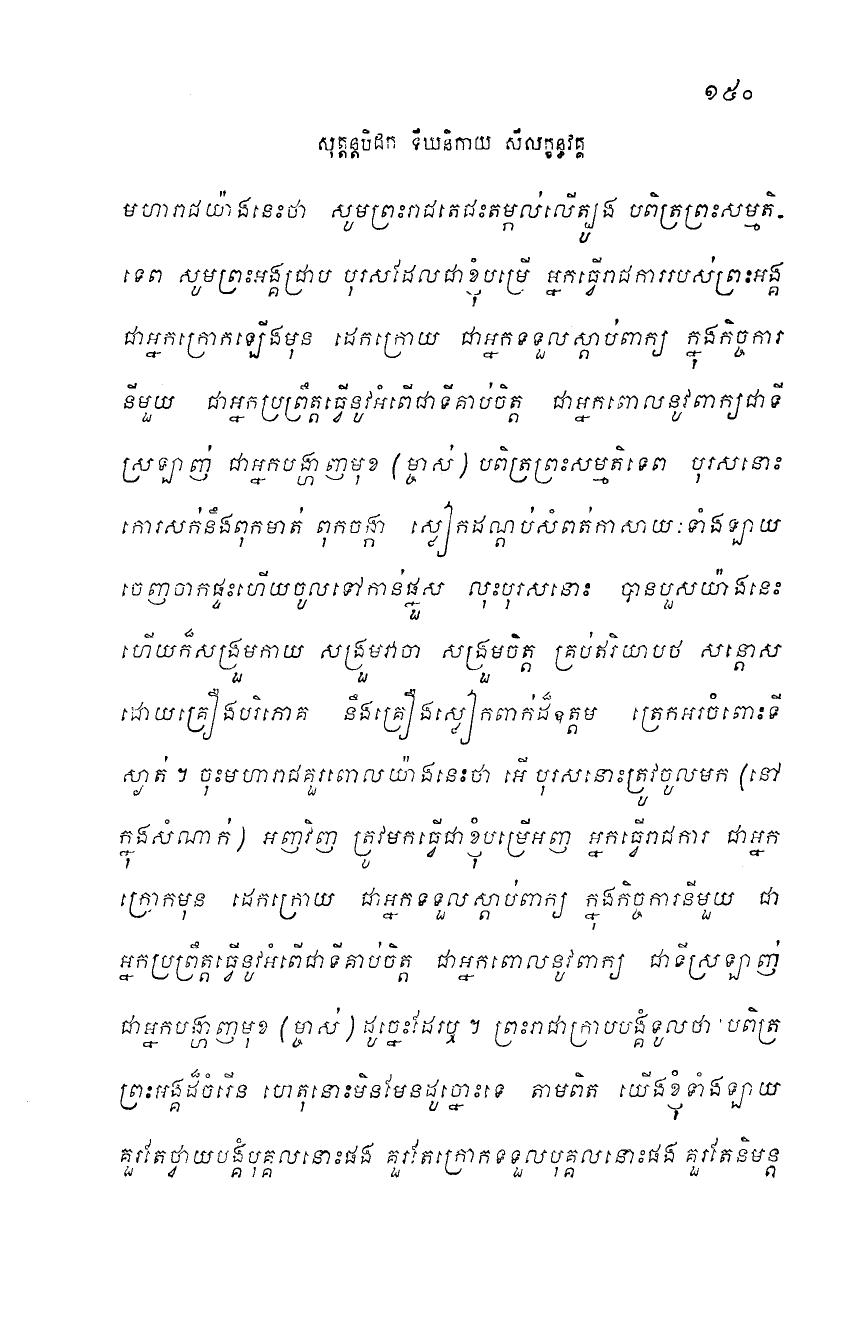 ១៥០
សុត្តន្តបិដក ទីឃនិកាយ សីលក្ខន្ធវគ្គ
មហារាជយ៉ាងនេះថា សូមព្រះរាជតេជះតម្កល់លើត្បូង បពិត្រព្រះសម្មតិ-
ទេព សូមព្រះអង្គជ្រាប បុរសដែលជាខ្ញុំបម្រើ អ្នកធ្វើរាជការរបស់ព្រះអង្គ
ជាអ្នកក្រោកឡើងមុន ដេកក្រោយ ជាអ្នកទទួលស្តាប់ពាក្យ ក្នុងកិច្ចការ
នីមួយ ជាអ្នកប្រព្រឹត្តធ្វើនូវអំពើជាទីគាប់ចិត្ត ជាអ្នកពោលនូវពាក្យជាទី
ស្រឡាញ់ ជាអ្នកបង្ហាញមុខ (ម្ចាស់) បពិត្រព្រះសម្មតិទេព បុរសនោះ
កោរសក់នឹងពុកមាត់ ពុកចង្កា ស្លៀកដណ្តប់សំពត់កាសាយៈទាំងឡាយ
ចេញចាកផ្ទះហើយចូលទៅកាន់ផ្នួស លុះបុរសនោះ បានបួសយ៉ាងនេះ
ហើយក៏សង្រួមកាយ សង្រួមវាចា សង្រួមចិត្ត គ្រប់ឥរិយាបថ សន្តោស
ដោយគ្រឿងបរិភោគ នឹងគ្រឿងស្លៀកពាក់ដ៏ឧត្តម ត្រេកអរចំពោះទី
ស្ងាត់ ។ ចុះមហារាជគួរពោលយ៉ាងនេះថា អើ បុរសនោះត្រូវចូលមក (នៅ
ក្នុងសំណាក់) អញវិញ ត្រូវមកធ្វើជាខ្ញុំបម្រើអញ អ្នកធ្វើរាជការ ជាអ្នក
ក្រោកមុន ដេកក្រោយ ជាអ្នកទទួលស្តាប់ពាក្យ ក្នុងកិច្ចការនីមួយ ជា
អ្នកប្រព្រឹត្តធ្វើនូវអំពើជាទីគាប់ចិត្ត ជាអ្នកពោលនូវពាក្យ ជាទីស្រឡាញ់
ជាអ្នកបង្ហាញមុខ (ម្ចាស់) ដូច្នេះដែរឬ ។ ព្រះរាជាក្រាបបង្គំទូលថា បពិត្រ
ព្រះអង្គដ៏ចំរើន ហេតុនោះមិនមែនដូច្នោះទេ តាមពិត យើងខ្ញុំទាំងឡាយ
គួរតែថ្វាយបង្គំបុគ្គលនោះផង គួរតែក្រោកទទួលបុគ្គលនោះផង គួរតែនិមន្ត